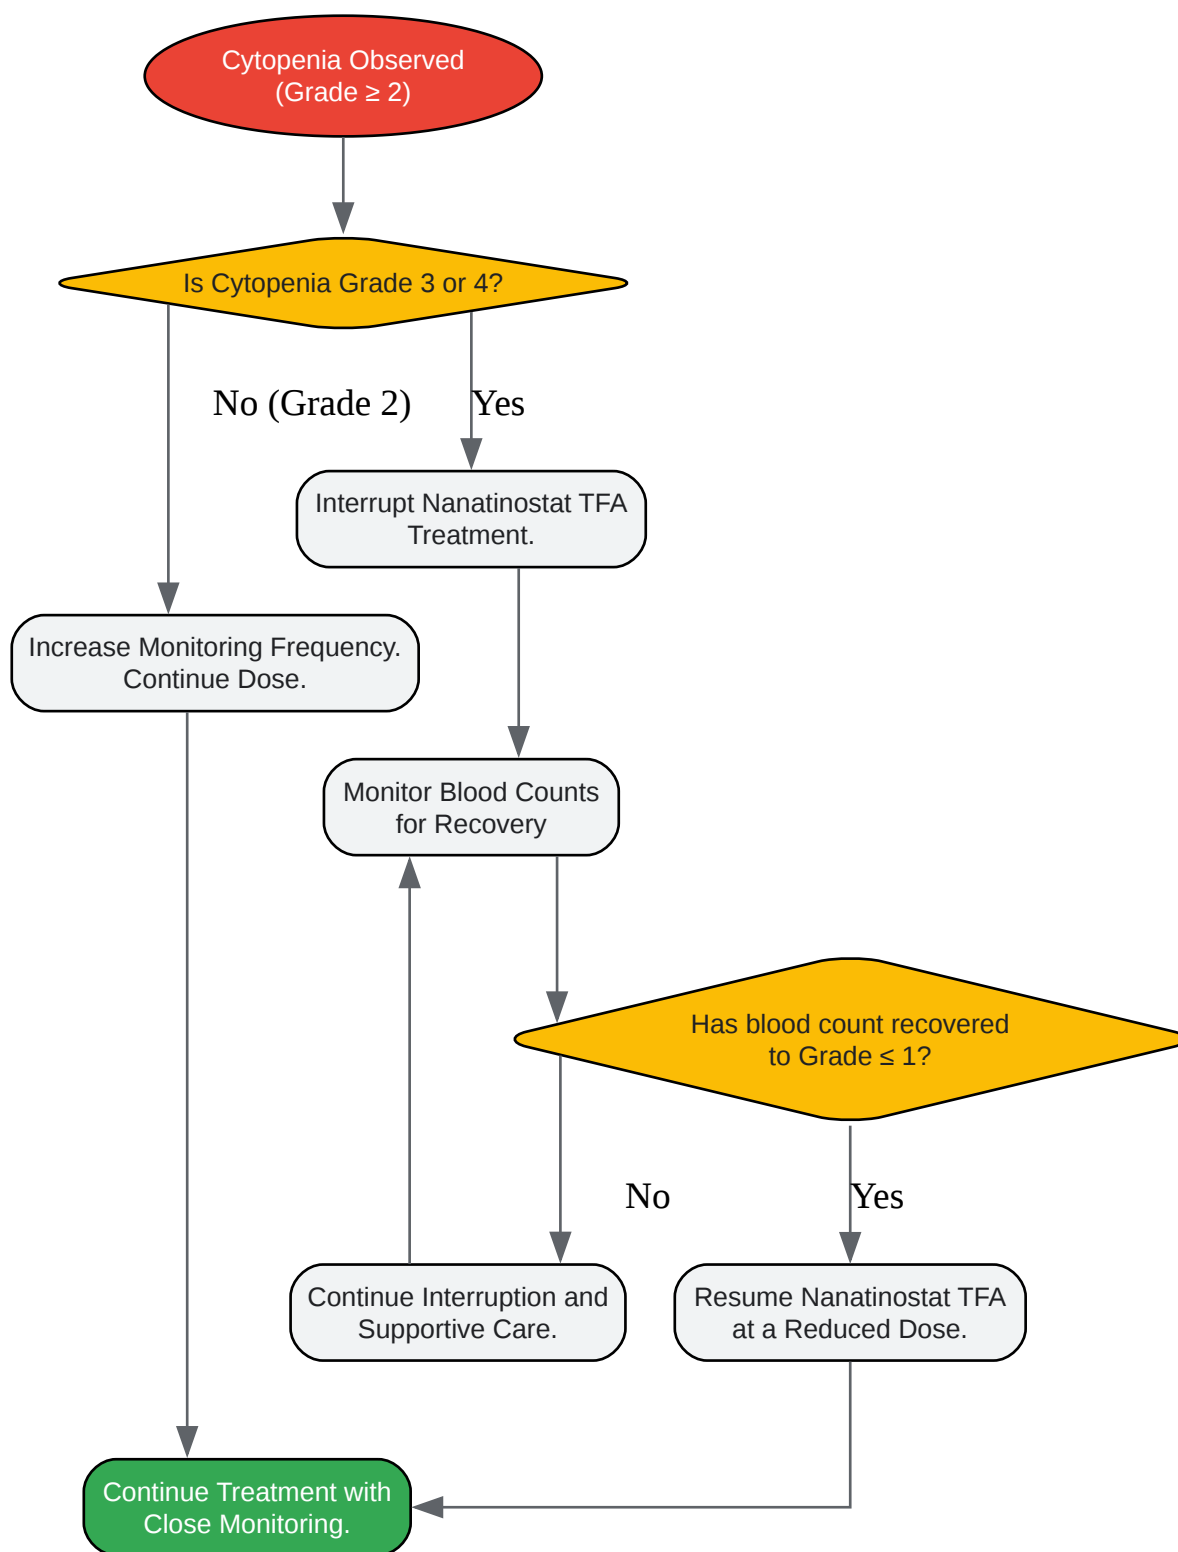 Cytopenia Observed
(Grade ≥ 2)
Is Cytopenia Grade 3 or 4?
No (Grade 2)
Yes
Interrupt Nanatinostat TFA
Treatment.
Increase Monitoring Frequency.
Continue Dose.
Monitor Blood Counts
for Recovery
Has blood count recovered
to Grade ≤ 1?
No
Yes
Continue Interruption and
Supportive Care.
Resume Nanatinostat TFA
at a Reduced Dose.
Continue Treatment with
Close Monitoring.